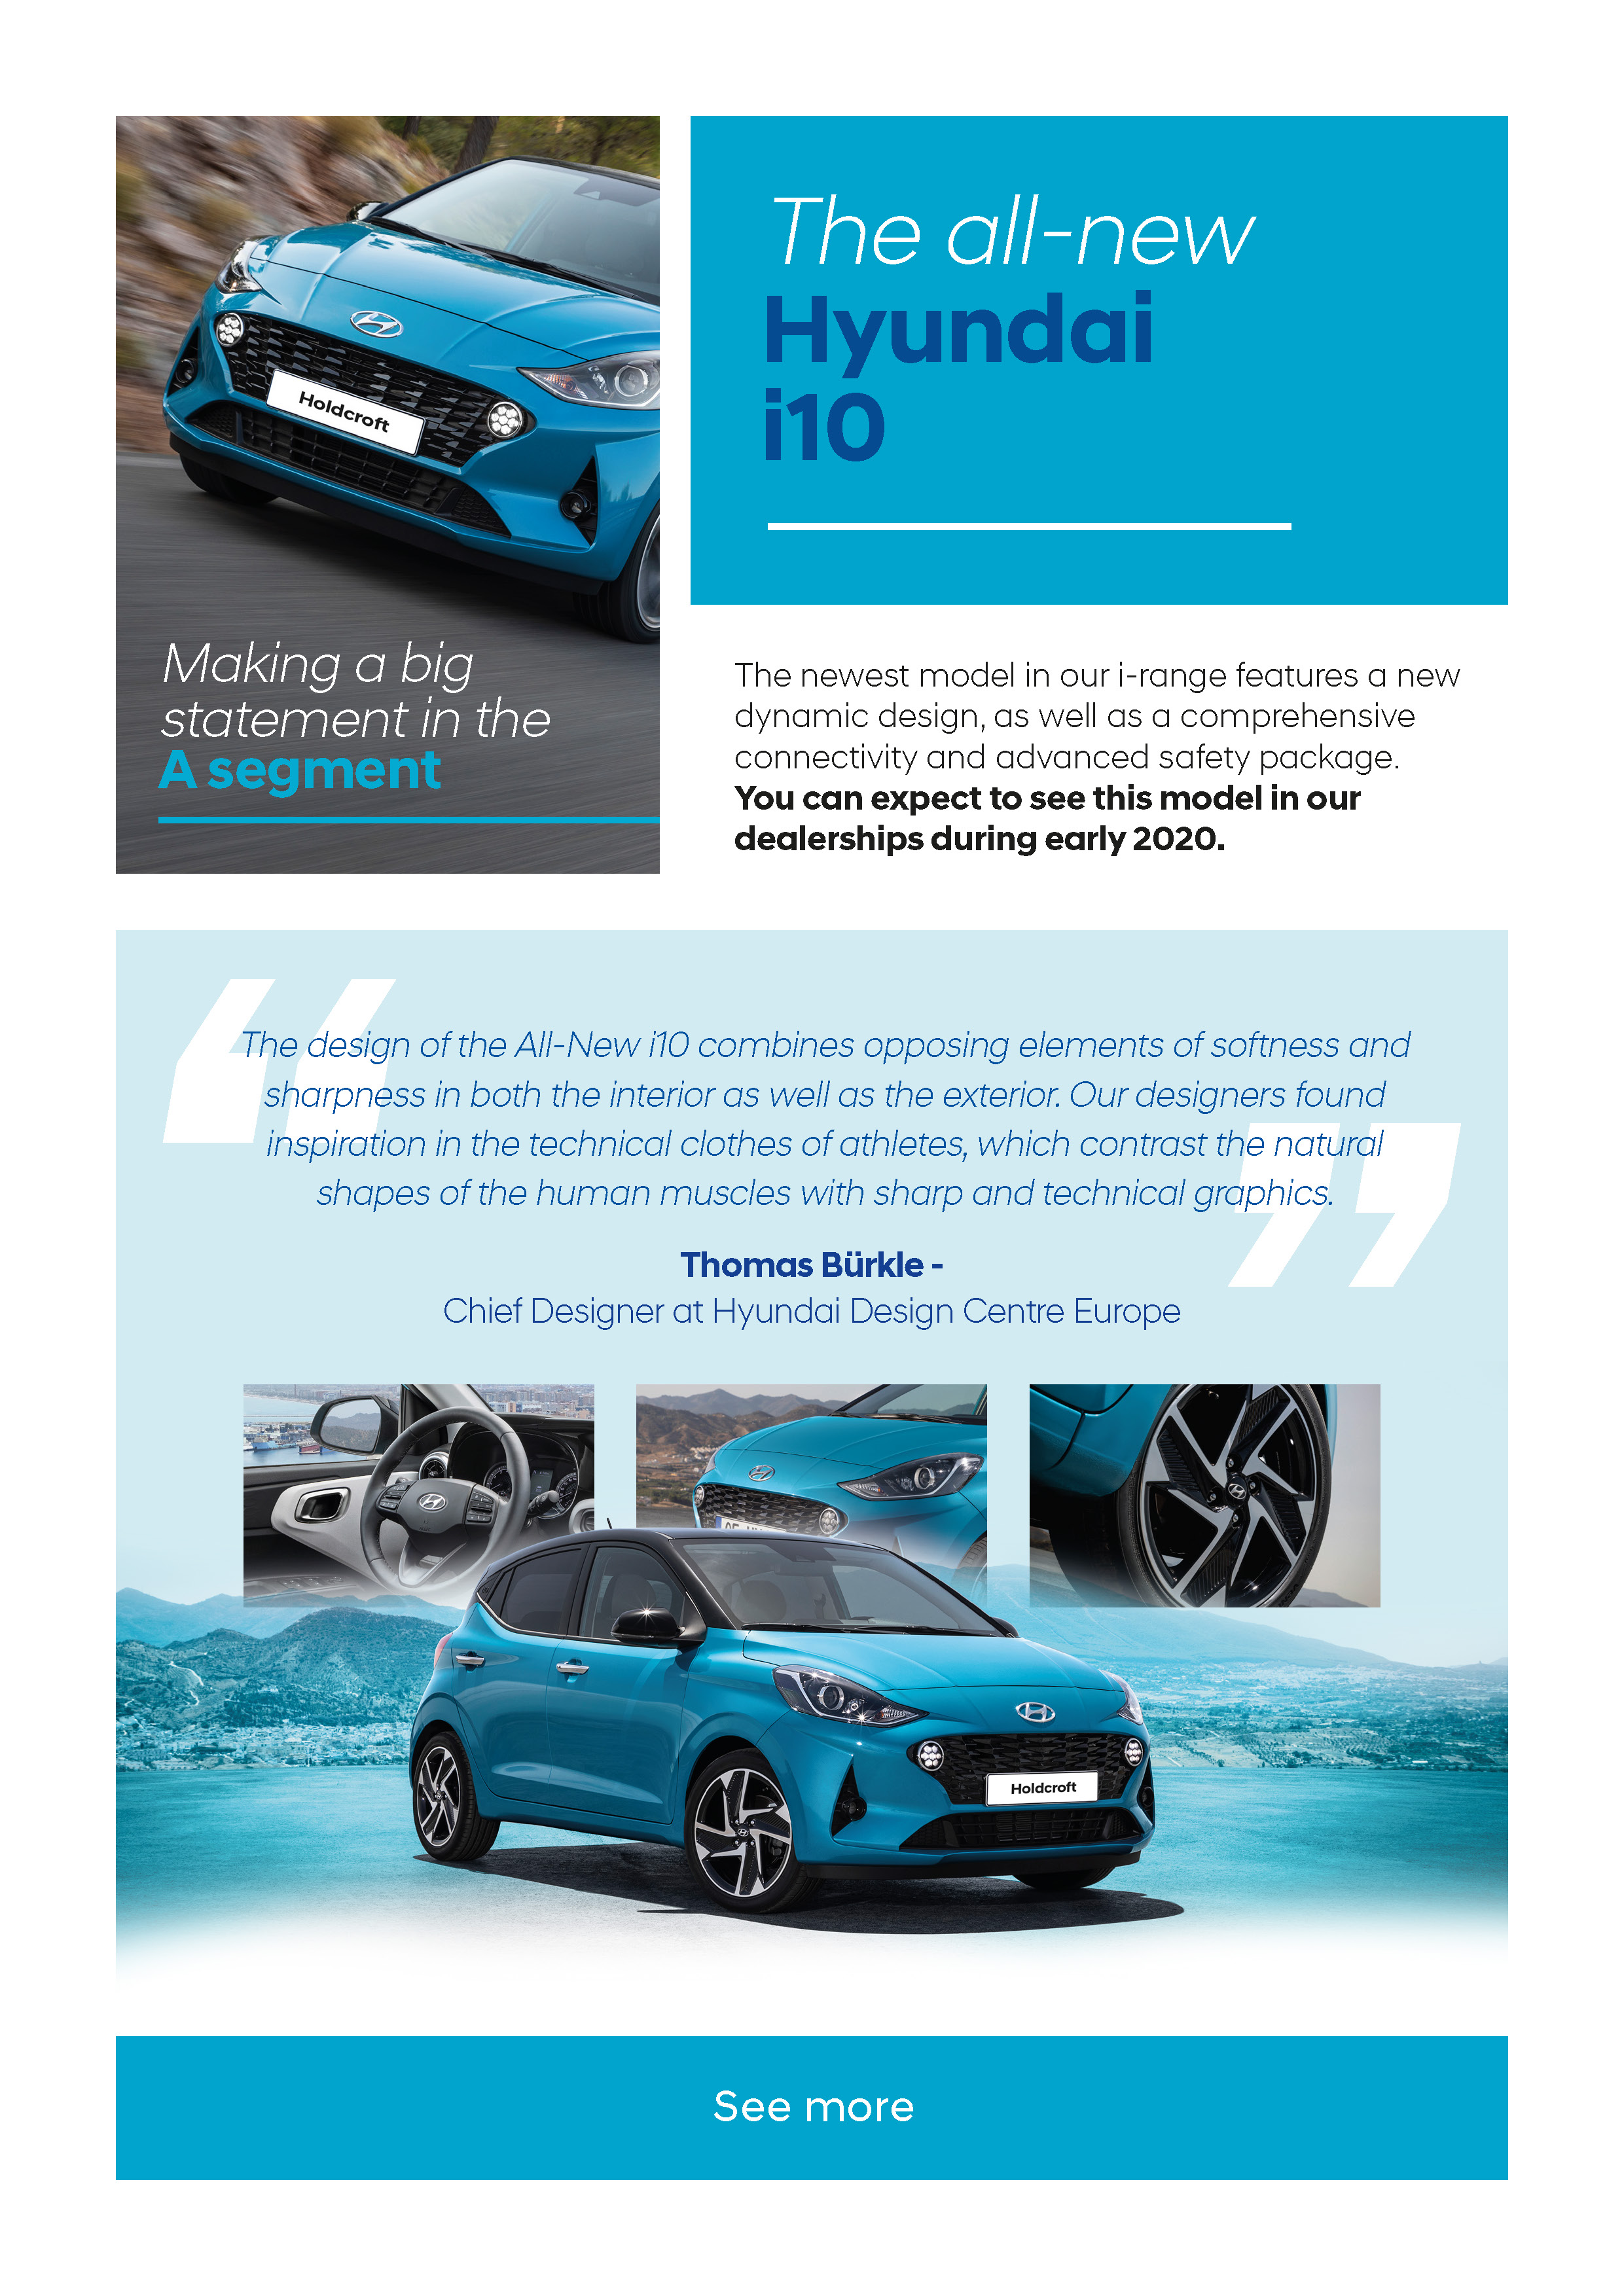 The all-new
Hyundai
i10
Holdcroft
Making a big
statement in the
A segment
The newest model in our i-range features a new
dynamic design, as well as a comprehensive
connectivity and advanced safety package.
You can expect to see this model in our
dealerships during early 2020.
“The design of the All-New i10 combines opposing elements of softness and
sharpness in both the interior as well as the exterior. Our designers found
inspiration in the technical clothes of athletes, which contrast the natural
shapes of the human muscles with sharp and technical graphics.”
Thomas Bürkle -
Chief Designer at Hyundai Design Centre Europe
Holdcroft
See more